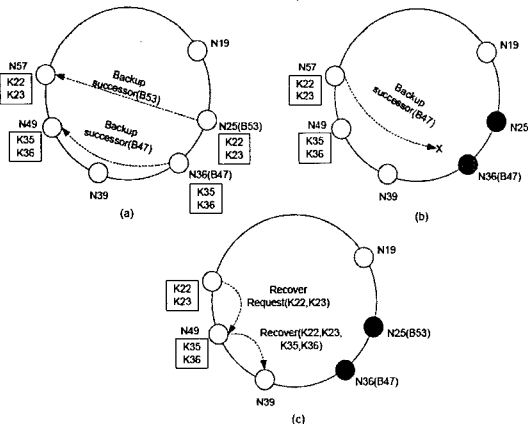 N19
N57
K22
K23
Backup
successor(B53)
N49
K35
K36
Backup
successor(B47)
N25(B53)
K22
K23
N36(B47)
K35
K36
N39
(a)
N19
N57
K22
K23
Backup
successor(B47)
N49
K35
K36
X
N25
N36(B47)
N39
(b)
N19
K22
K23
Recover
Request(K22,K23)
N49
K35
K36
Recover(K22,K23,
K35,K36)
N25(B53)
N36(B47)
N39
(c)